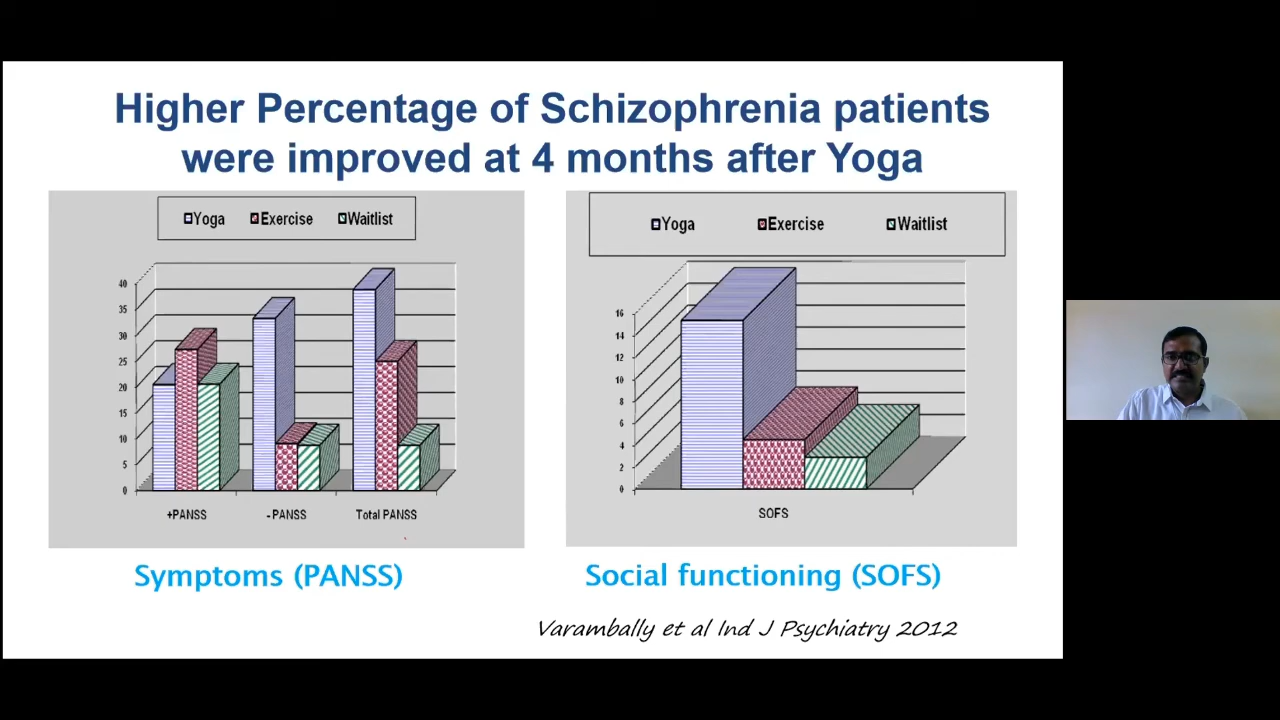 Higher Percentage of Schizophrenia patients
were improved at 4 months after Yoga
Yoga Exercise Waitlist
40
35
30
25
20
15
10
5
0
+PANSS -PANSS Total PANSS
Symptoms (PANSS)
Yoga Exercise Waitlist
16
14
12
10
8
6
4
2
0
SOFS
Social functioning (SOFS)
Varambally et al Ind J Psychiatry 2012